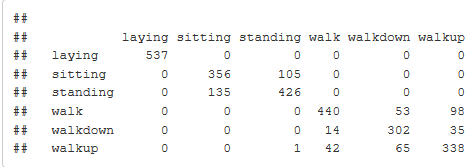 ##
##          laying sitting standing walk walkdown walkup
## laying      537       0        0    0        0      0
## sitting       0     356      105    0        0      0
## standing      0     135      426    0        0      0
## walk          0       0        0  440       53     98
## walkdown      0       0        0   14      302     35
## walkup        0       0        1   42       65    338